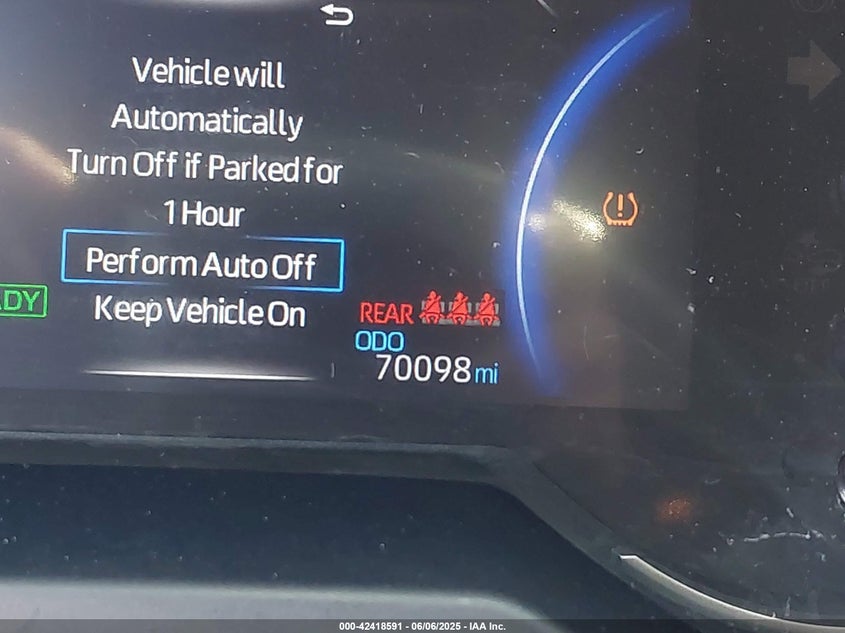 Vehicle will
Automatically
Turn Off if Parked for
1 Hour
Perform Auto Off
Keep Vehicle On
ADY
REAR
ODO
70098 mi
000-42418591 - 06/06/2025 - IAA Inc.